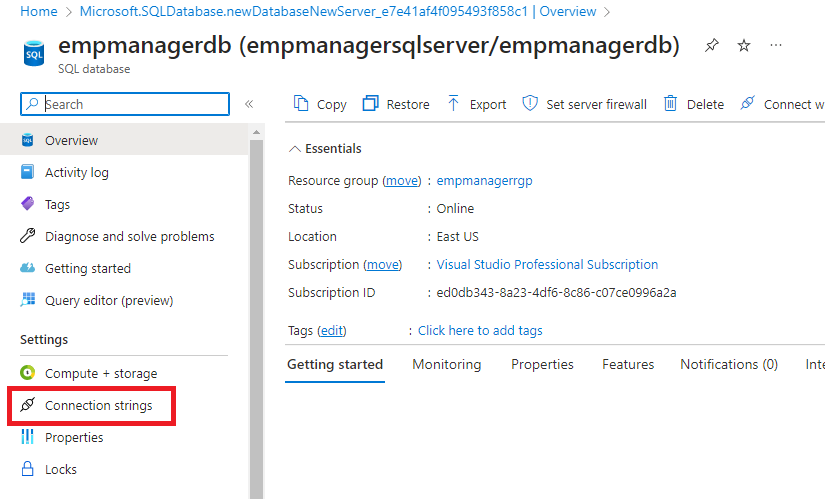 Home > Microsoft.SQLDatabase.newDatabaseNewServer_e7e41af4f095493f858c1 | Overview >
SQL
empmanagerdb (empmanagersqlserver/empmanagerdb)
SQL database
Search
Overview
Activity log
Tags
Diagnose and solve problems
Getting started
Query editor (preview)
Settings
Compute + storage
Connection strings
Properties
Locks
Copy Restore Export Set server firewall Delete Connect w
Essentials
Resource group (move) : empmanagerrgp
Status : Online
Location : East US
Subscription (move) : Visual Studio Professional Subscription
Subscription ID : ed0db343-8a23-4df6-8c86-c07ce0996a2a
Tags (edit) : Click here to add tags
Getting started Monitoring Properties Features Notifications (0) Inte